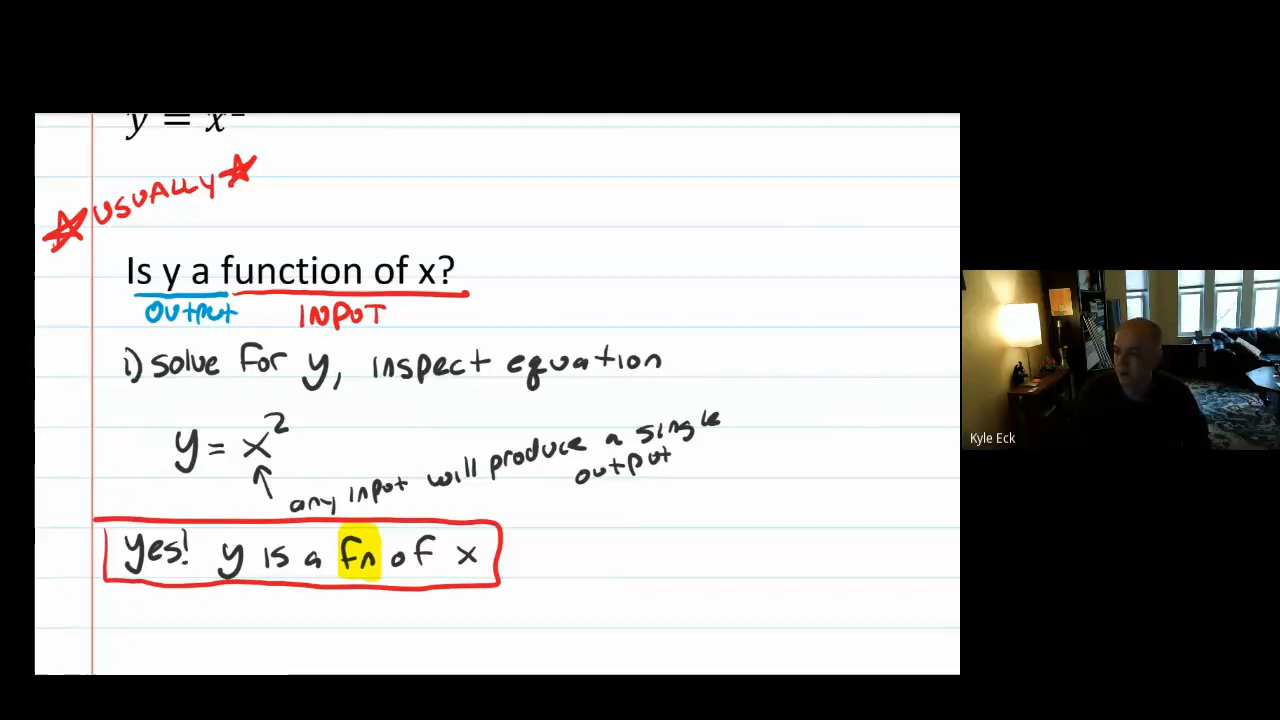 y = x²
USUALLY
Is y a function of x?
OUTPUT INPUT
1) solve for y, inspect equation
y = x²
any input will produce a single
output
Yes! y is a fn of x
Kyle Eck